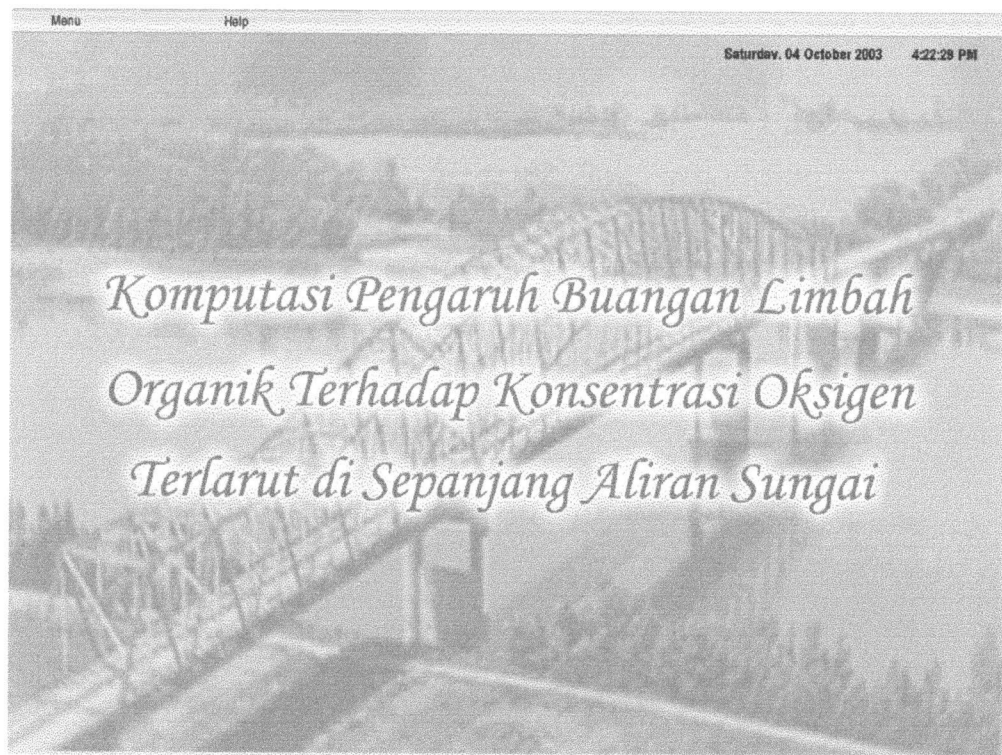 Menu Help
Saturday, 04 October 2003 4:22:29 PM
Komputasi Pengaruh Buangan Limbah
Organik Terhadap Konsentrasi Oksigen
Terlarut di Sepanjang Aliran Sungai